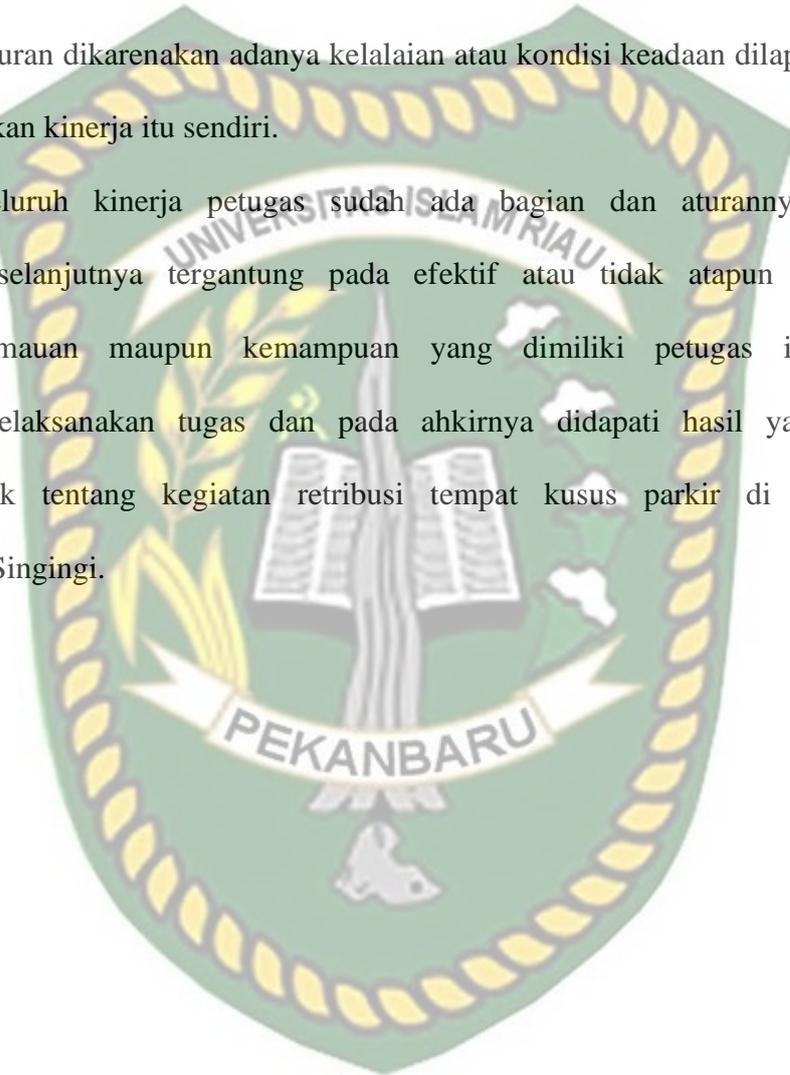 uran dikarenakan adanya kelalaian atau kondisi keadaan dilap
kan kinerja itu sendiri.
luruh kinerja petugas sudah ada bagian dan aturanny
UNIVERSITAS ISLAM RIAU
selanjutnya tergantung pada efektif atau tidak atapun
mauan maupun kemampuan yang dimiliki petugas i
elaksanakan tugas dan pada ahkirnya didapati hasil ya
k tentang kegiatan retribusi tempat kusus parkir di
Singingi.
PEKANBARU